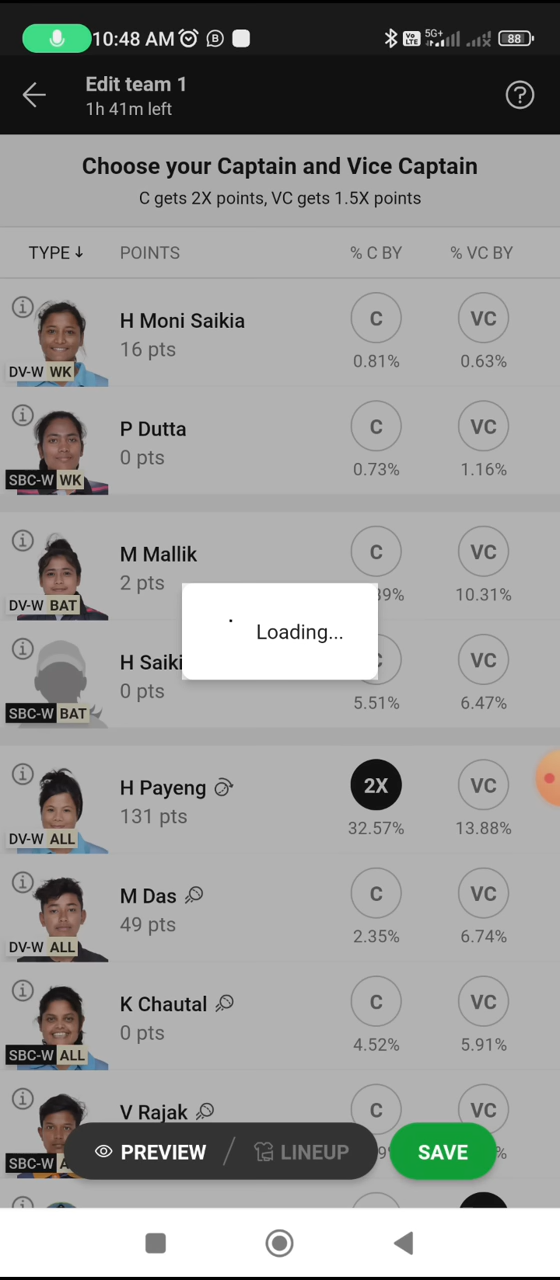 10:48 AM B Vo LTE 5G+ 88
Edit team 1
1h 41m left
?
Choose your Captain and Vice Captain
C gets 2X points, VC gets 1.5X points
TYPE ↓ POINTS % C BY % VC BY
H Moni Saikia C VC
16 pts 0.81% 0.63%
DV-W WK
P Dutta C VC
0 pts 0.73% 1.16%
SBC-W WK
M Mallik C VC
2 pts 10.31%
DV-W BAT
Loading...
H Saiki VC
0 pts 5.51% 6.47%
SBC-W BAT
H Payeng 2X VC
131 pts 32.57% 13.88%
DV-W ALL
M Das C VC
49 pts 2.35% 6.74%
DV-W ALL
K Chautal C VC
0 pts 4.52% 5.91%
SBC-W ALL
V Rajak C VC
SBC-W
PREVIEW / LINEUP SAVE